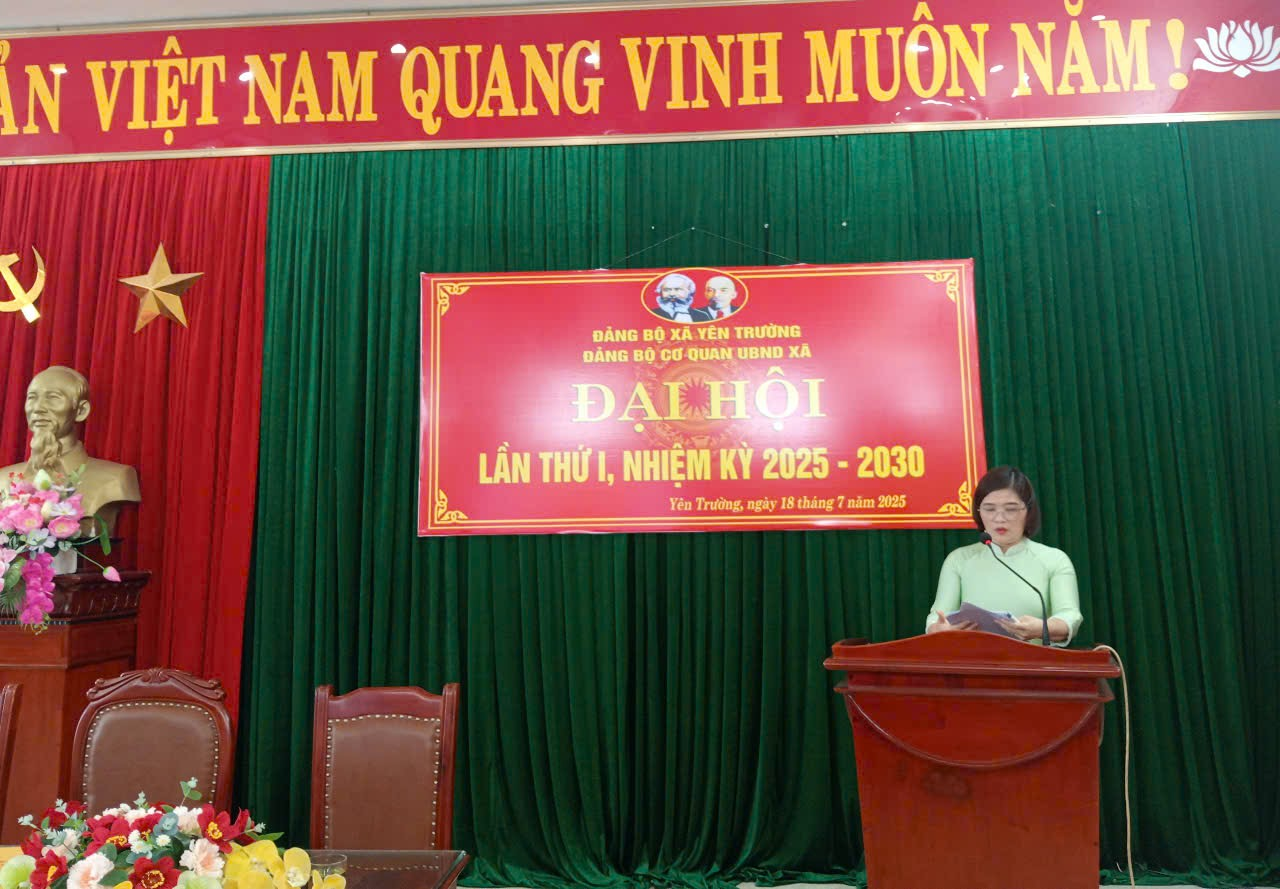 ẢN VIỆT NAM QUANG VINH MUÔN NĂM !
ĐẢNG BỘ XÃ YÊN TRƯỜNG
ĐẢNG BỘ CƠ QUAN UBND XÃ
ĐẠI HỘI
LẦN THỨ I, NHIỆM KỲ 2025 - 2030
Yên Trường, ngày 18 tháng 7 năm 2025